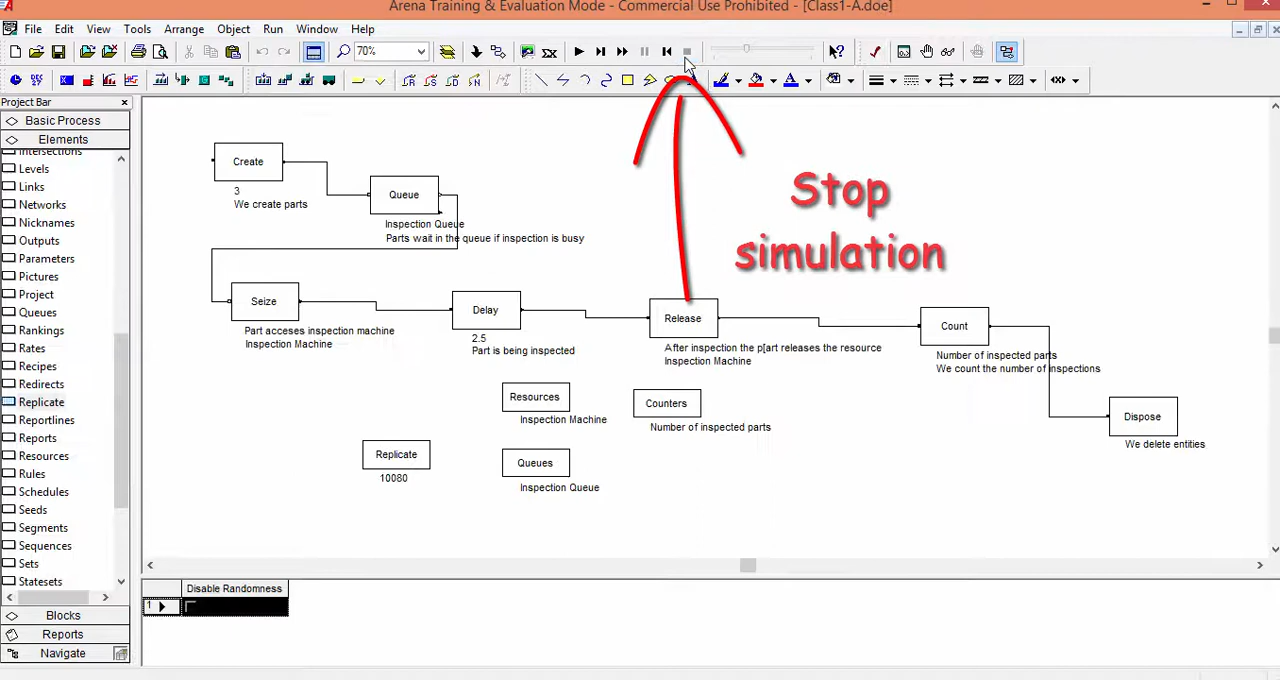 Arena Training & Evaluation Mode - Commercial Use Prohibited - [Class1-A.doe]
File Edit View Tools Arrange Object Run Window Help
70%
Project Bar
Basic Process
Elements
Intersections
Levels
Links
Networks
Nicknames
Outputs
Parameters
Pictures
Project
Queues
Rankings
Rates
Recipes
Redirects
Replicate
Reportlines
Reports
Resources
Rules
Schedules
Seeds
Segments
Sequences
Sets
Statesets
Blocks
Reports
Navigate
Create
3
We create parts
Queue
Inspection Queue
Parts wait in the queue if inspection is busy
Stop
simulation
Seize
Part acceses inspection machine
Inspection Machine
Delay
2.5
Part is being inspected
Release
After inspection the p[art releases the resource
Inspection Machine
Count
Number of inspected parts
We count the number of inspections
Dispose
We delete entities
Resources
Inspection Machine
Counters
Number of inspected parts
Replicate
10080
Queues
Inspection Queue
Disable Randomness
1